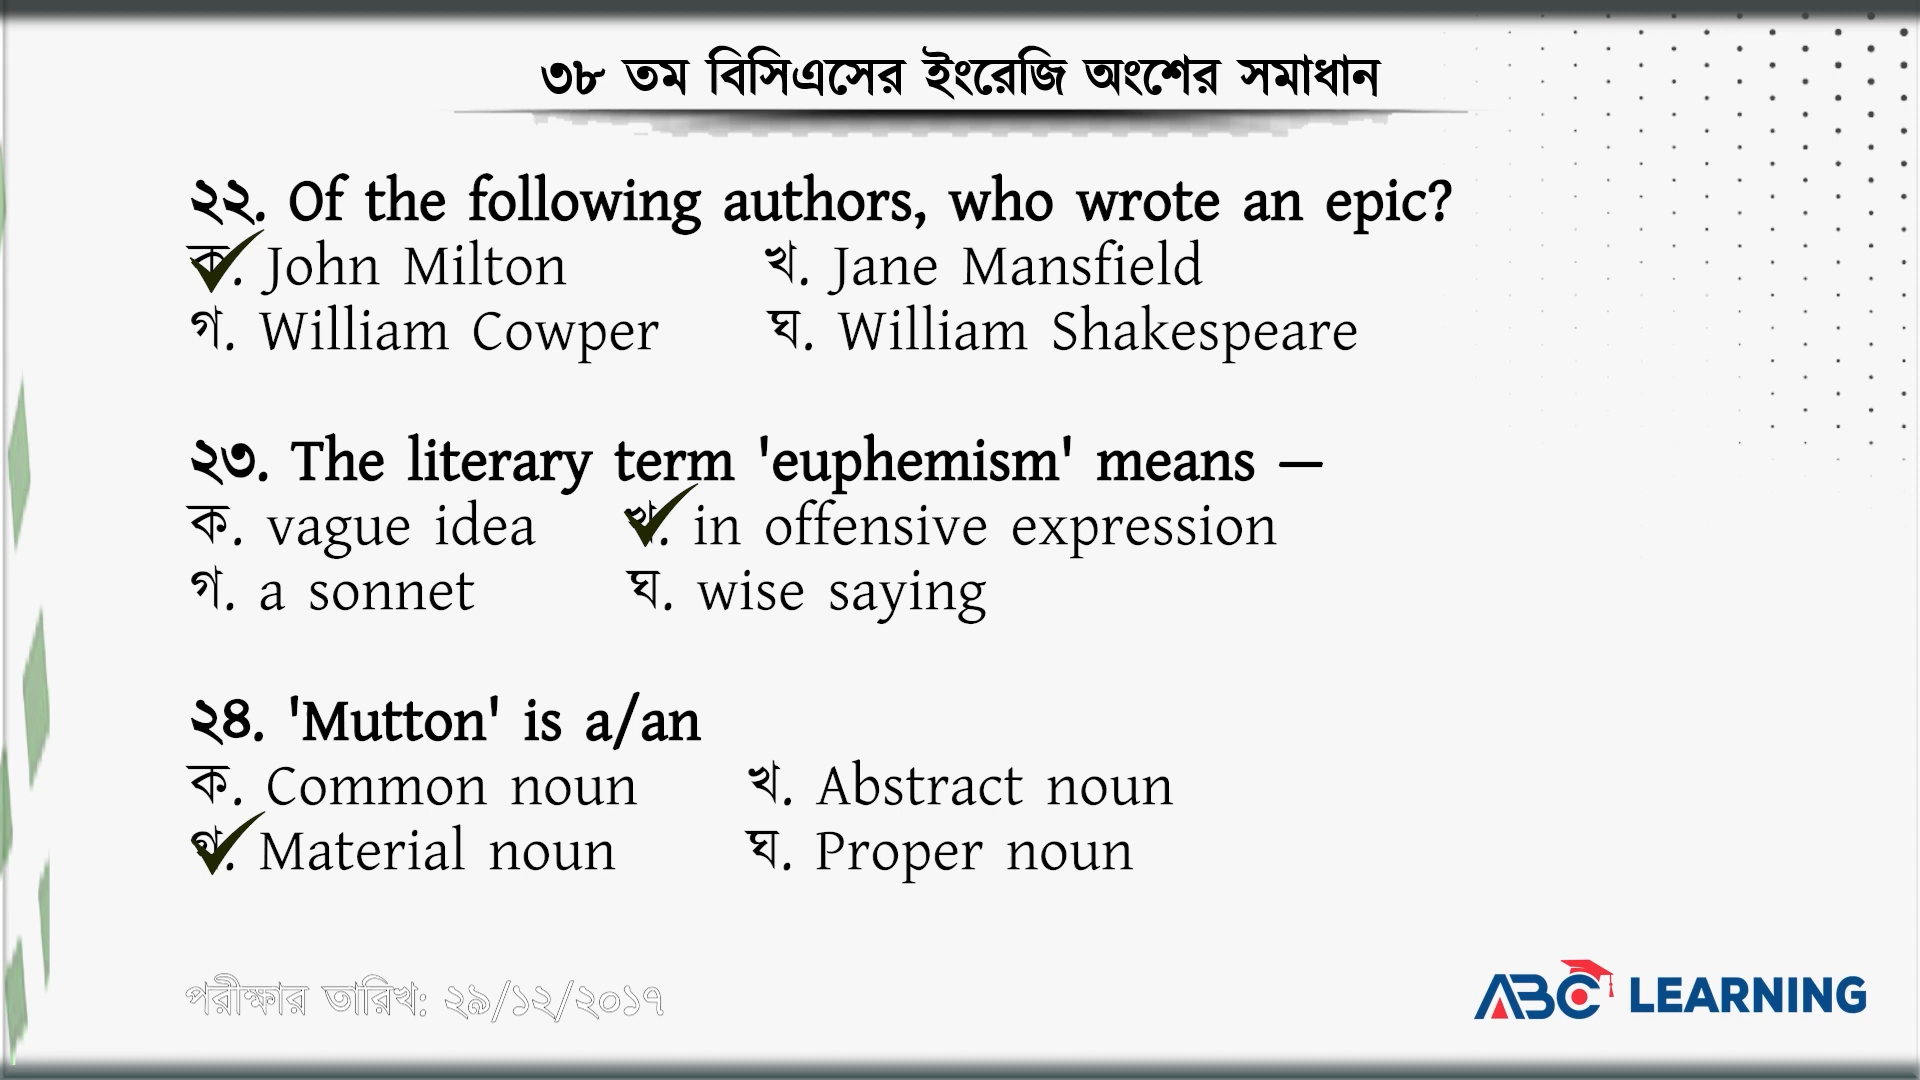 ৩৮ তম বিসিএসের ইংরেজি অংশের সমাধান
২২. Of the following authors, who wrote an epic?
ক. John Milton খ. Jane Mansfield
গ. William Cowper ঘ. William Shakespeare
২৩. The literary term 'euphemism' means —
ক. vague idea খ. in offensive expression
গ. a sonnet ঘ. wise saying
২৪. 'Mutton' is a/an
ক. Common noun খ. Abstract noun
গ. Material noun ঘ. Proper noun
পরীক্ষার তারিখ: ২৯/১২/২০১৭
ABC LEARNING